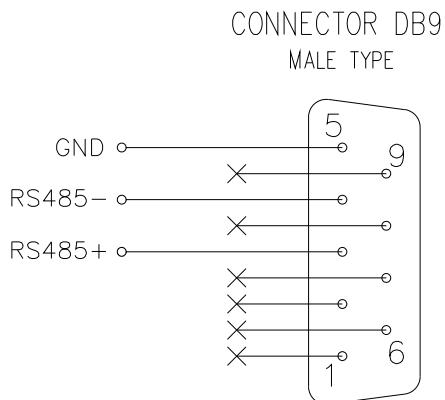 CONNECTOR DB9
MALE TYPE
5
GND
9
RS485-
RS485+
6
1